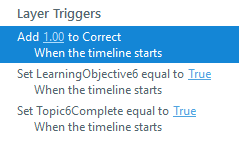 Layer Triggers
Add 1.00 to Correct
When the timeline starts
Set LearningObjective6 equal to True
When the timeline starts
Set Topic6Complete equal to True
When the timeline starts